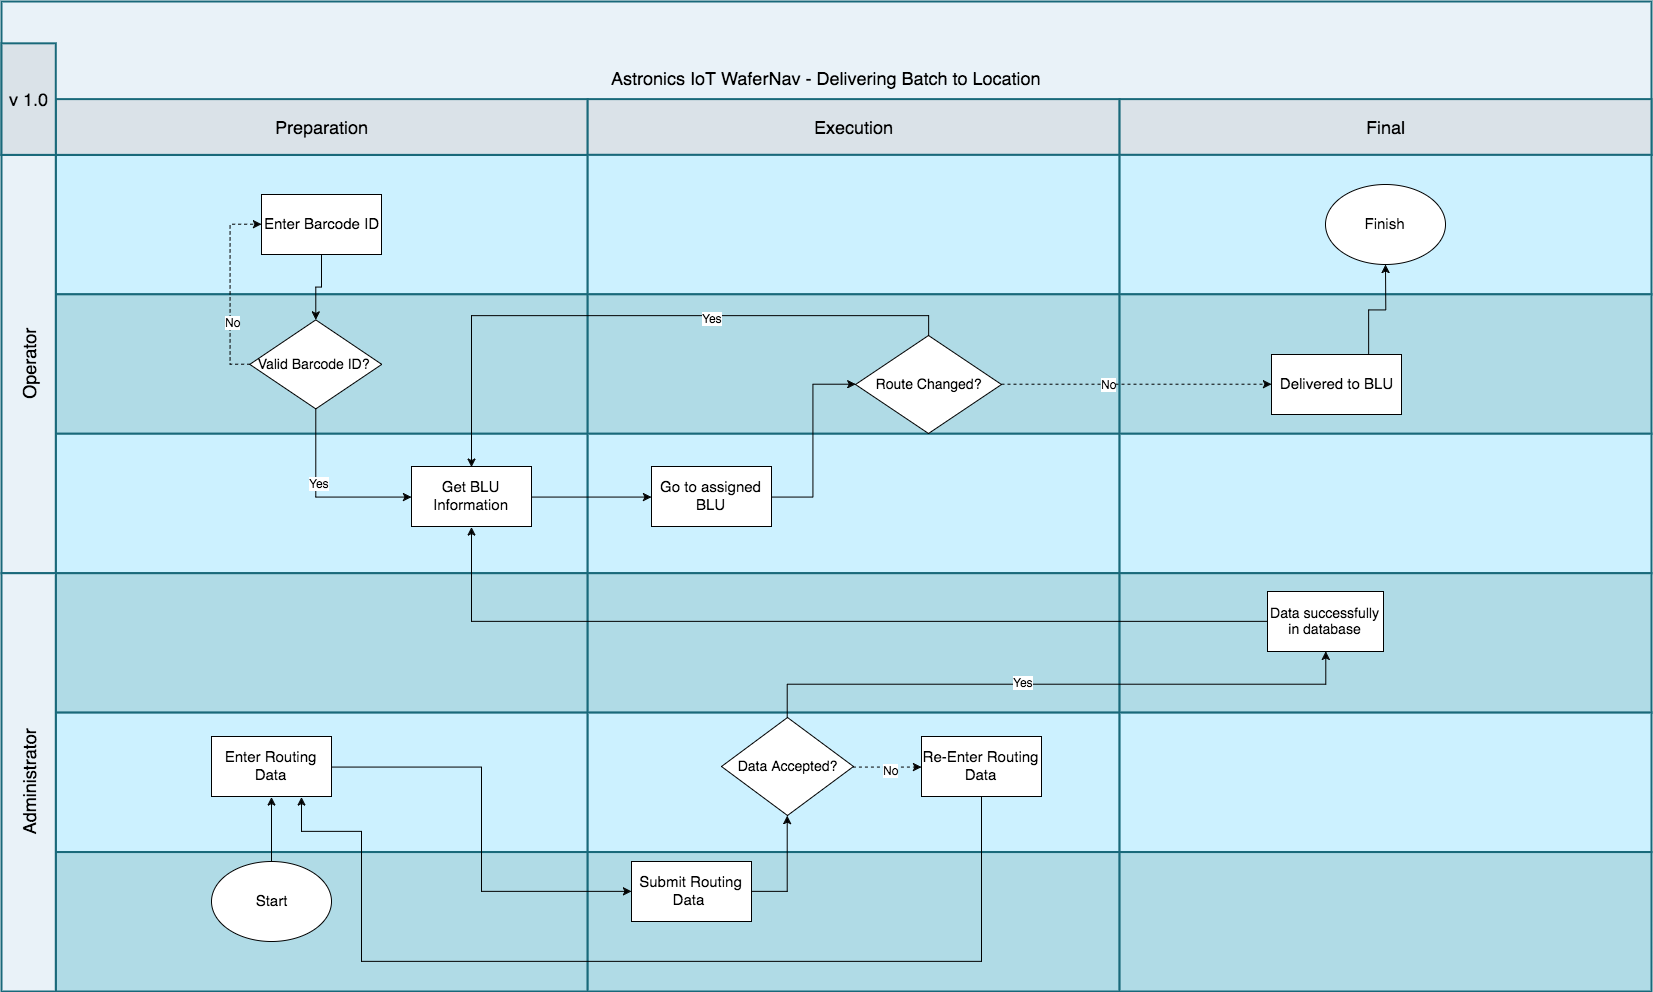 Astronics IoT WaferNav - Delivering Batch to Location
v 1.0
Preparation
Execution
Final
Operator
Enter Barcode ID
Finish
No
Yes
Valid Barcode ID?
Route Changed?
No
Delivered to BLU
Yes
Get BLU
Information
Go to assigned
BLU
Administrator
Data successfully
in database
Yes
Enter Routing
Data
Data Accepted?
No
Re-Enter Routing
Data
Start
Submit Routing
Data